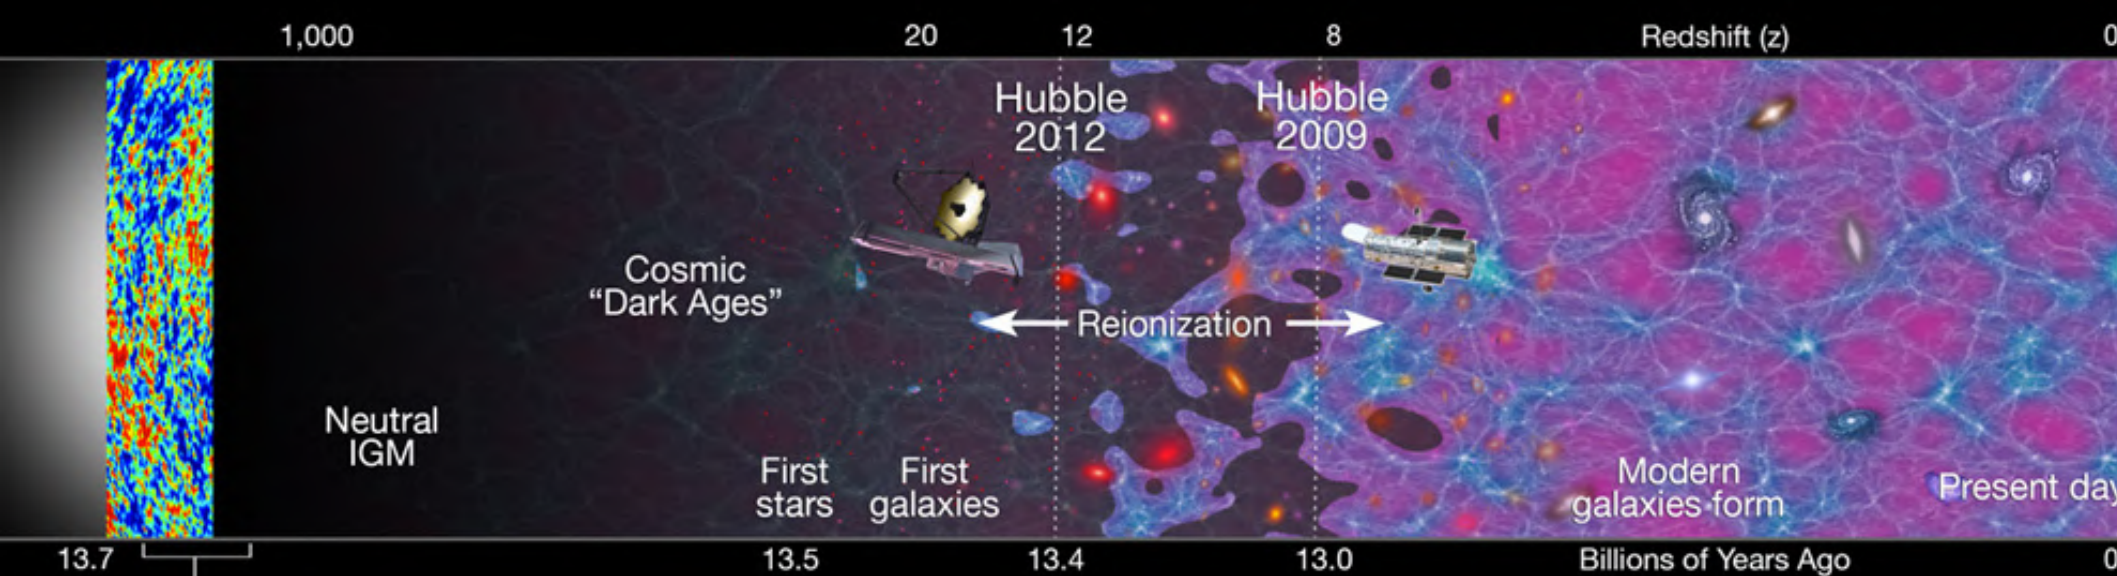 1,000 20 12 8 Redshift (z) 0
Hubble
2012
Hubble
2009
Cosmic
“Dark Ages”
Reionization
Neutral
IGM
First
stars
First
galaxies
Modern
galaxies form
Present day
13.7 13.5 13.4 13.0 Billions of Years Ago 0